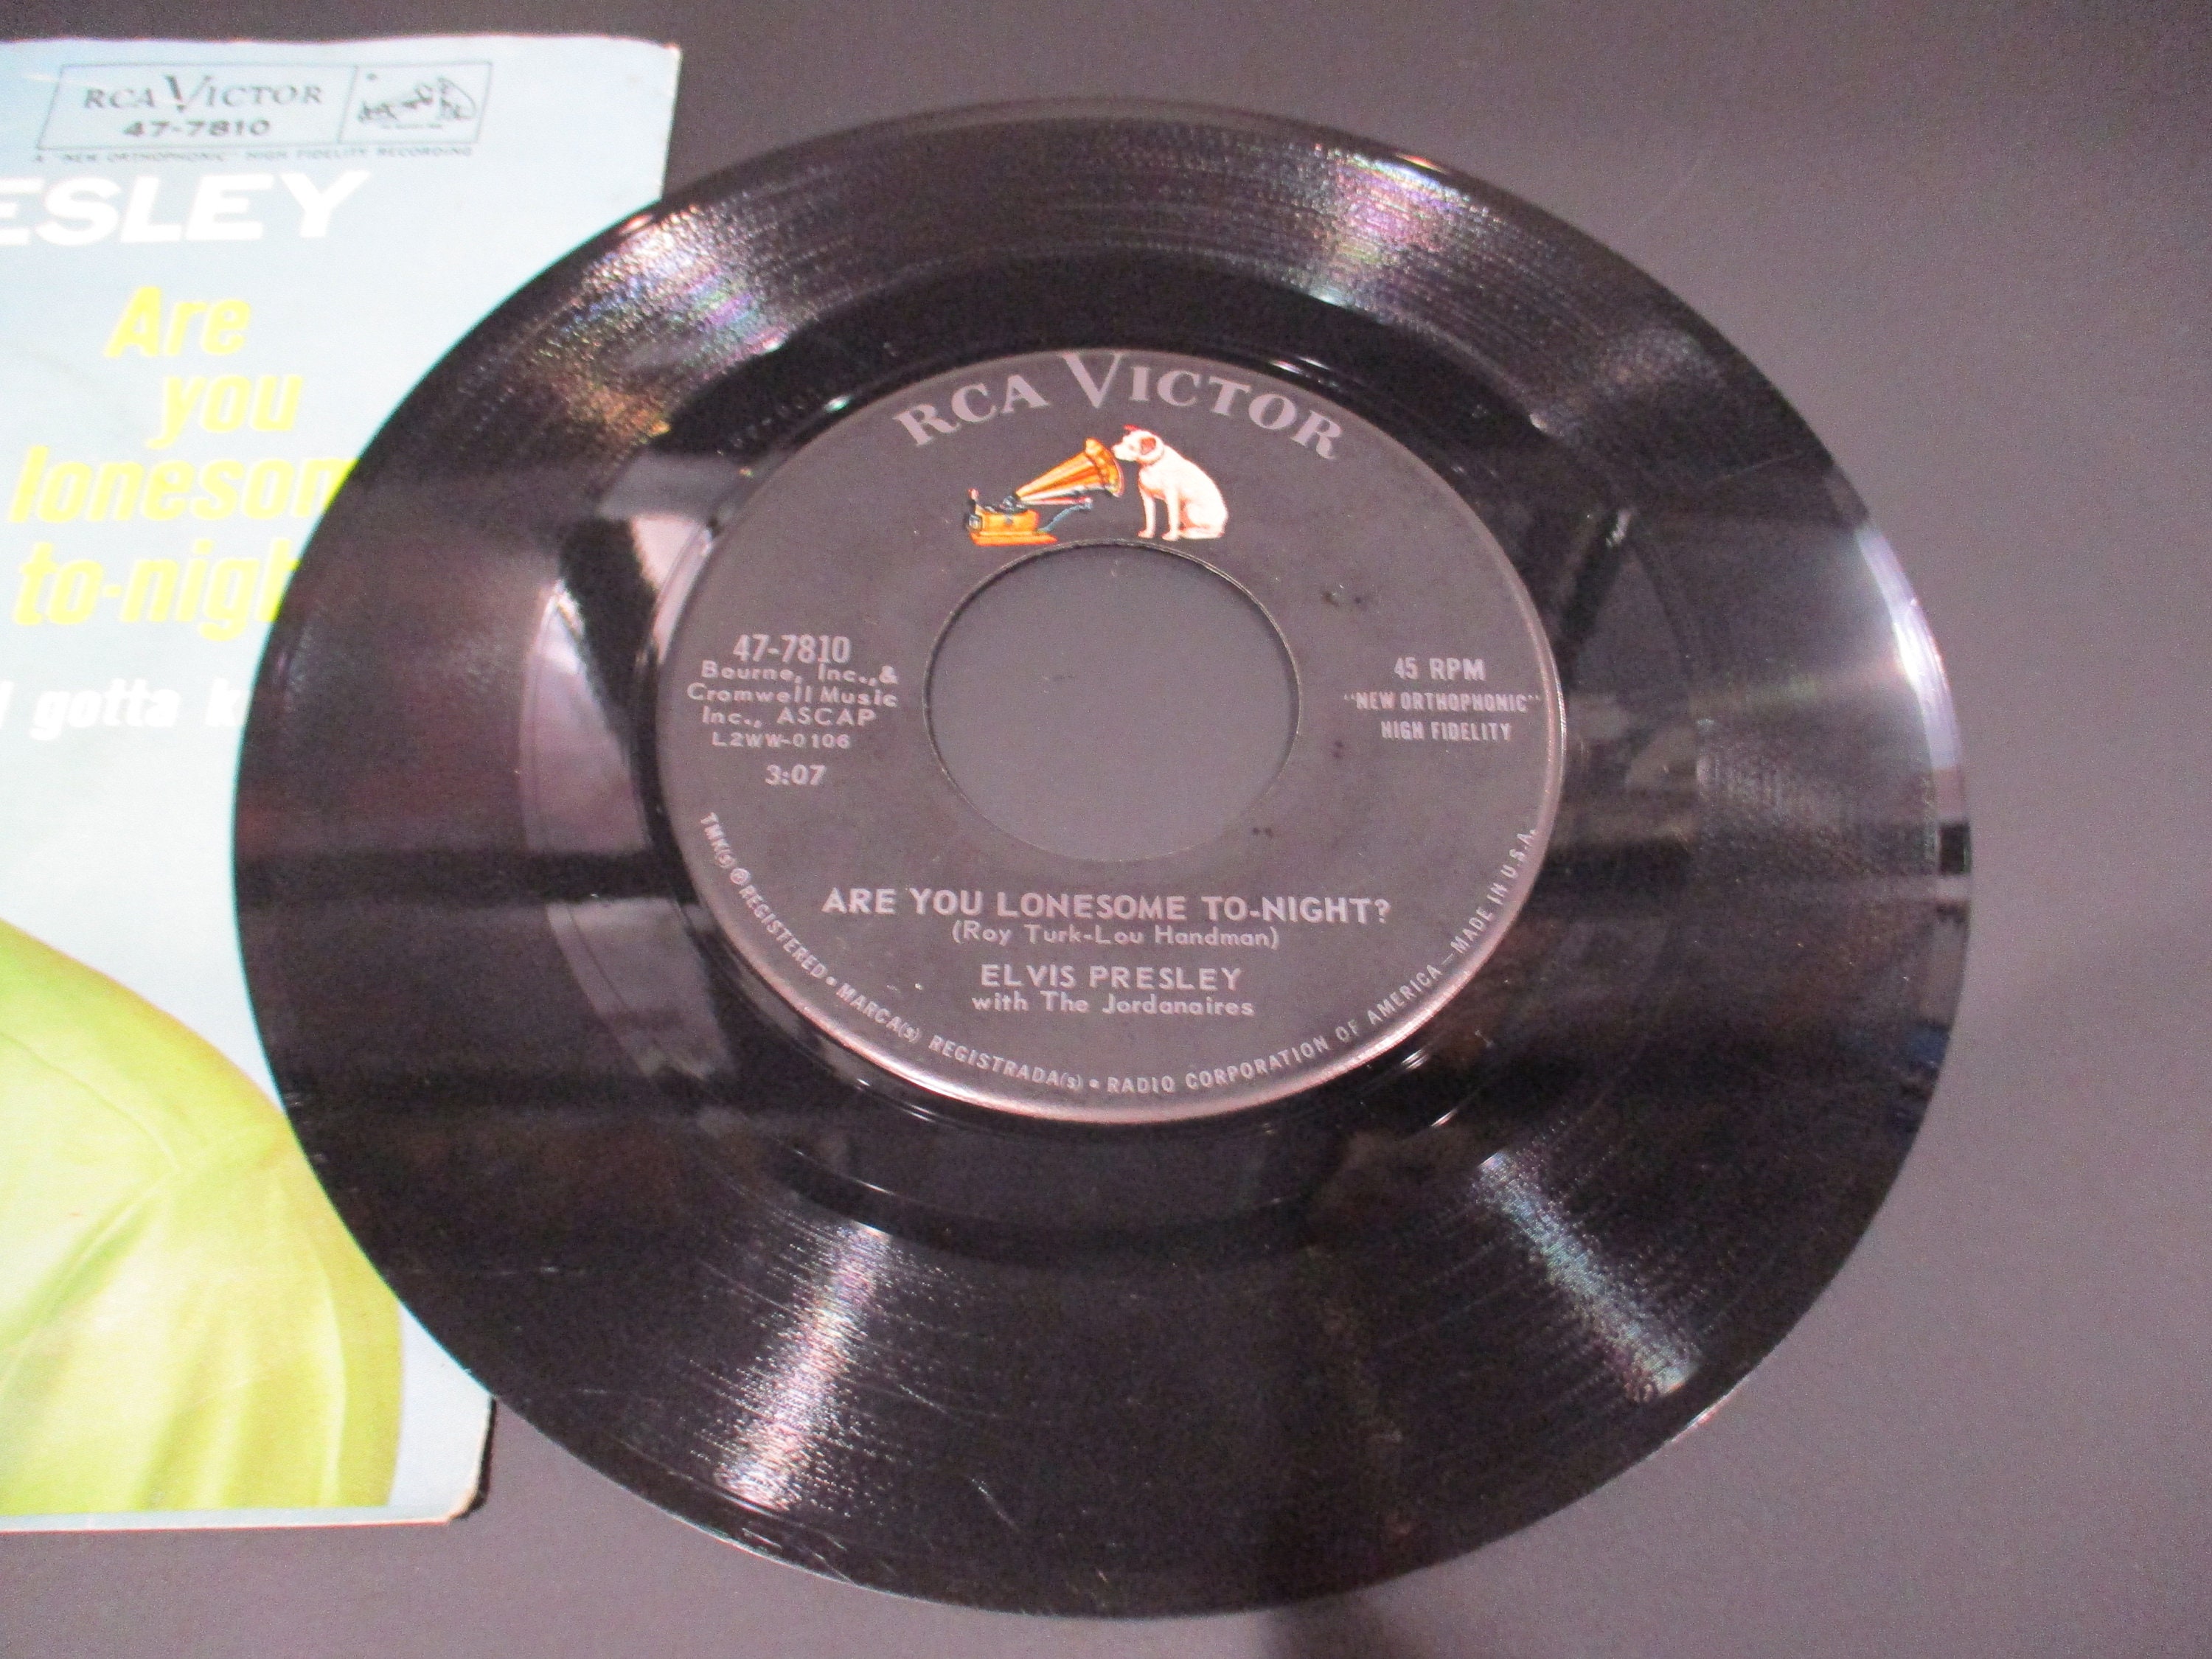 RCA VICTOR
47-7810
A "NEW ORTHOPHONIC" HIGH FIDELITY RECORDING
ESLEY
Are
you
lonesom
to-nigh
gotta k
RCA VICTOR
47-7810
Bourne, Inc.,&
Cromwell Music
Inc., ASCAP
L2WW-0106
3:07
45 RPM
"NEW ORTHOPHONIC"
HIGH FIDELITY
ARE YOU LONESOME TO-NIGHT?
(Roy Turk-Lou Handman)
ELVIS PRESLEY
with The Jordanaires
TMK(s) ® REGISTERED • MARCA(s) REGISTRADA(s) • RADIO CORPORATION OF AMERICA—MADE IN U.S.A.